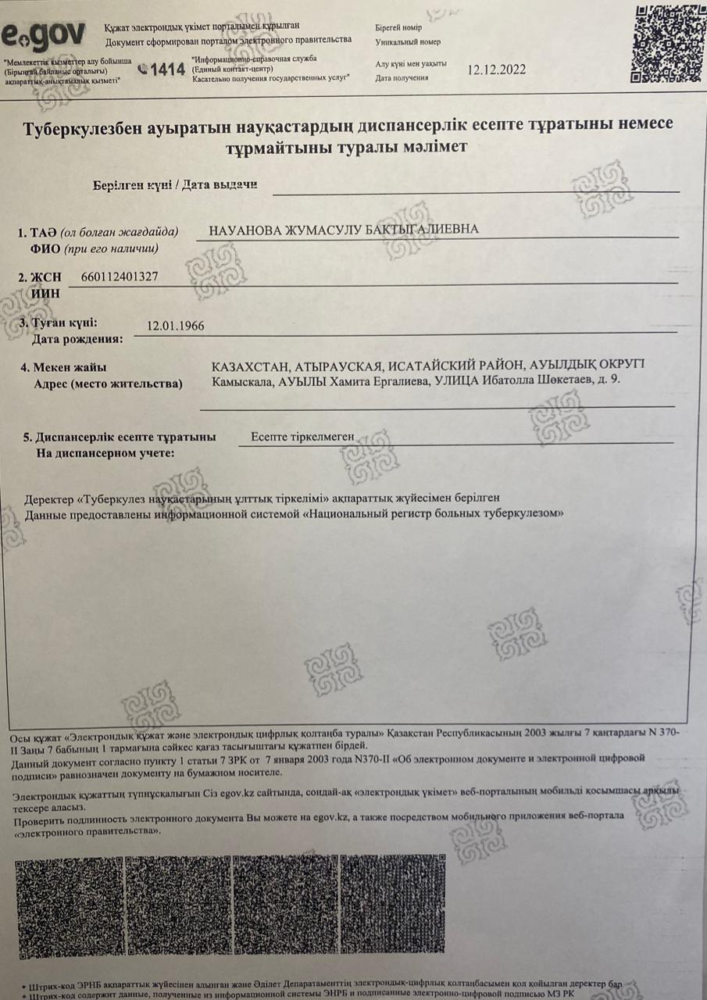 e.gov
Құжат электрондық үкімет порталымен құрылған
Документ сформирован порталом электронного правительства
"Мемлекеттік қызметтер алу бойынша
(Бірыңғай байланыс орталығы)
ақпараттық-анықтамалық қызметі"
1414
"Информационно-справочная служба
(Единый контакт-центр)
Касательно получения государственных услуг"
Бірегей нөмір
Уникальный номер
Алу күні мен уақыты
Дата получения
12.12.2022
Туберкулезбен ауыратын науқастардың диспансерлік есепте тұратыны немесе
тұрмайтыны туралы мәлімет
Берілген күні / Дата выдачи
1. ТАӘ (ол болған жағдайда)
ФИО (при его наличии)
НАУАНОВА ЖУМАСУЛУ БАКТЫГАЛИЕВНА
2. ЖСН
ИИН
660112401327
3. Туған күні:
Дата рождения:
12.01.1966
4. Мекен жайы
Адрес (место жительства)
КАЗАХСТАН, АТЫРАУСКАЯ, ИСАТАЙСКИЙ РАЙОН, АУЫЛДЫҚ ОКРУГІ
Камыскала, АУЫЛЫ Хамита Ергалиева, УЛИЦА Ибатолла Шөкетаев, д. 9.
5. Диспансерлік есепте тұратыны
На диспансерном учете:
Есепте тіркелмеген
Деректер «Туберкулез науқастарының ұлттық тіркелімі» ақпараттық жүйесімен берілген
Данные предоставлены информационной системой «Национальный регистр больных туберкулезом»
Осы құжат «Электрондық құжат және электрондық цифрлық қолтаңба туралы» Қазақстан Республикасының 2003 жылғы 7 қаңтардағы N 370-
II Заңы 7 бабының 1 тармағына сәйкес қағаз тасығыштағы құжатпен бірдей.
Данный документ согласно пункту 1 статьи 7 ЗРК от 7 января 2003 года N370-II «Об электронном документе и электронной цифровой
подписи» равнозначен документу на бумажном носителе.
Электрондық құжаттың түпнұсқалығын Сіз egov.kz сайтында, сондай-ақ «электрондық үкімет» веб-порталының мобильді қосымшасы арқылы
тексере аласыз.
Проверить подлинность электронного документа Вы можете на egov.kz, а также посредством мобильного приложения веб-портала
«электронного правительства».
* Штрих-код ЭРНБ ақпараттық жүйесінен алынған және Әділет Департаменттің электрондық-цифрлық қолтаңбасымен қол қойылған деректер бар
* Штрих-код содержит данные, полученные из информационной системы ЭНРБ и подписанные электронно-цифровой подписью МЗ РК